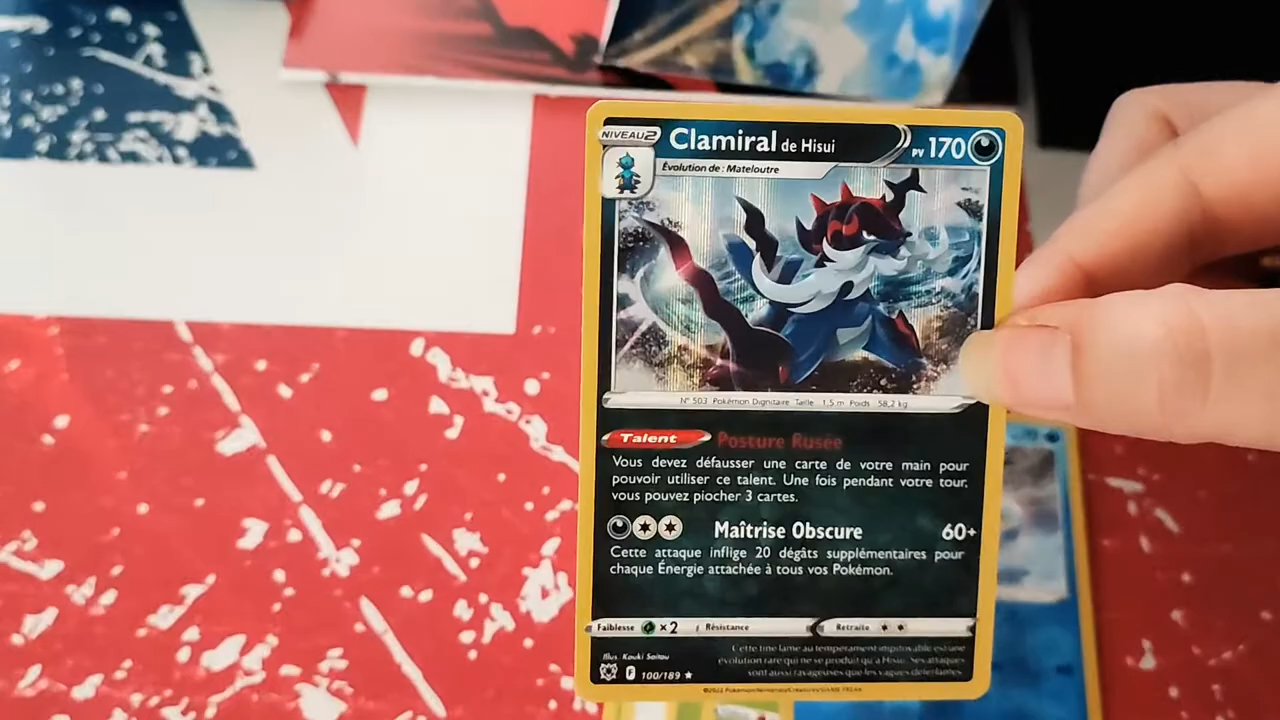 NIVEAU2
Clamiral de Hisui
PV 170
Évolution de : Mateloutre
N° 503 Pokémon Dignitaire Taille : 1,5 m Poids : 58,2 kg
Talent Posture Rusée
Vous devez défausser une carte de votre main pour
pouvoir utiliser ce talent. Une fois pendant votre tour,
vous pouvez piocher 3 cartes.
Maîtrise Obscure 60+
Cette attaque inflige 20 dégâts supplémentaires pour
chaque Énergie attachée à tous vos Pokémon.
Faiblesse ×2 Résistance Retraite
Illus. Kouki Saitou
F 100/189 ★
Cette fine lame au tempérament impitoyable est une
évolution rare qui ne se produit qu'à Hisui. Ses attaques
sont aussi ravageuses que les vagues déferlantes.
©2022 Pokémon/Nintendo/Creatures/GAME FREAK